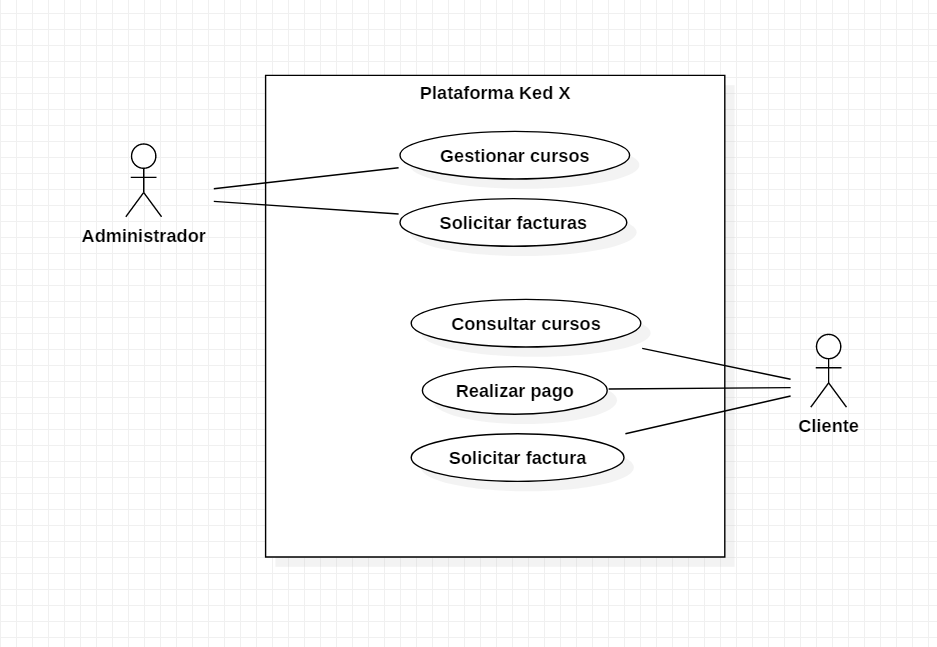 Plataforma Ked X
Gestionar cursos
Solicitar facturas
Administrador
Consultar cursos
Realizar pago
Cliente
Solicitar factura